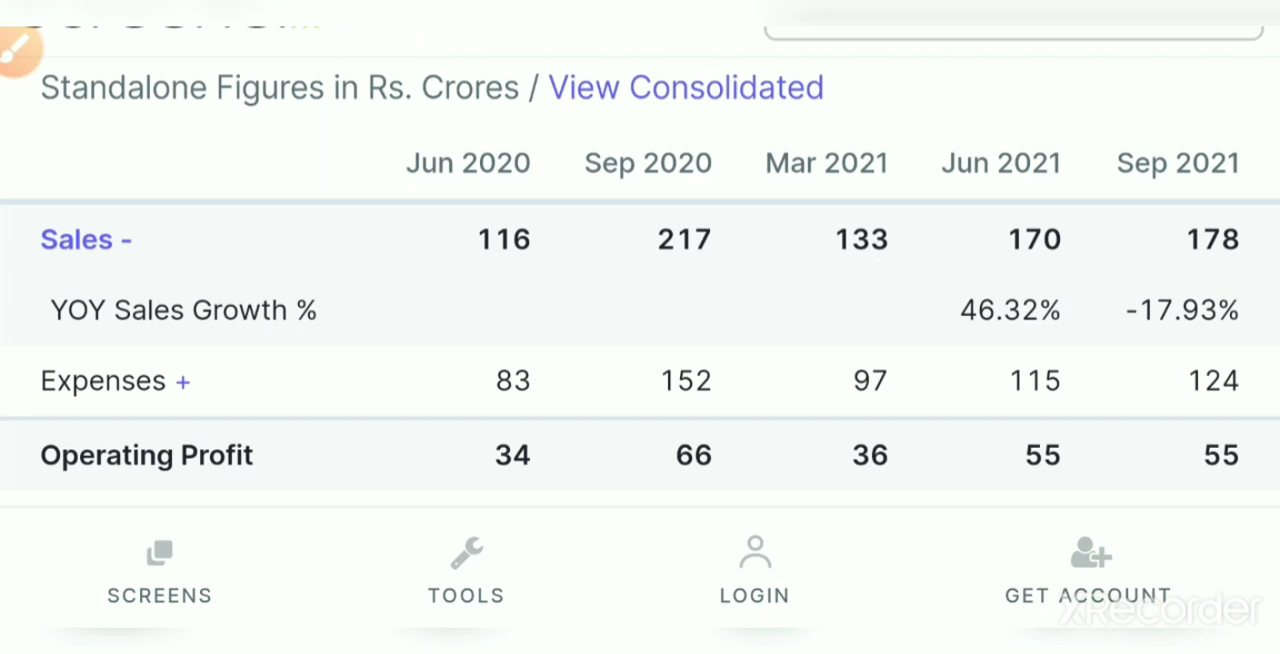 Standalone Figures in Rs. Crores / View Consolidated
Jun 2020 Sep 2020 Mar 2021 Jun 2021 Sep 2021
Sales - 116 217 133 170 178
YOY Sales Growth % 46.32% -17.93%
Expenses + 83 152 97 115 124
Operating Profit 34 66 36 55 55
SCREENS TOOLS LOGIN GET ACCOUNT
XRecorder